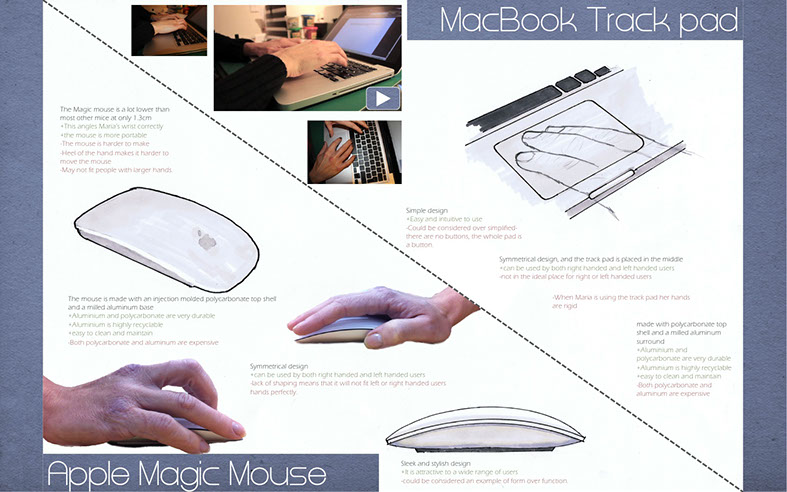 MacBook Track pad
The Magic mouse is a lot lower than
most other mice at only 1.3cm
+This angles Maria's wrist correctly
+the mouse is more portable
-The mouse is harder to make
-Heel of the hand makes it harder to
move the mouse
-May not fit people with larger hands
Simple design
+Easy and intuitive to use
-Could be considered over simplified-
there are no buttons, the whole pad is
a button.
Symmetrical design, and the track pad is placed in the middle
+can be used by both right handed and left handed users
-not in the ideal place for right or left handed users
-When Maria is using the track pad her hands
are rigid
The mouse is made with an injection molded polycarbonate top shell
and a milled aluminum base
+Aluminium and polycarbonate are very durable
+Aluminium is highly recyclable
+easy to clean and maintain
-Both polycarbonate and aluminum are expensive
made with polycarbonate top
shell and a milled aluminum
surround
+Aluminium and
polycarbonate are very durable
+Aluminium is highly recyclable
+easy to clean and maintain
-Both polycarbonate and
aluminum are expensive
Symmetrical design
+can be used by both right handed and left handed users
-lack of shaping means that it will not fit left or right handed users
hands perfectly.
Sleek and stylish design
+It is attractive to a wide range of users
-could be considered an example of form over function.
Apple Magic Mouse